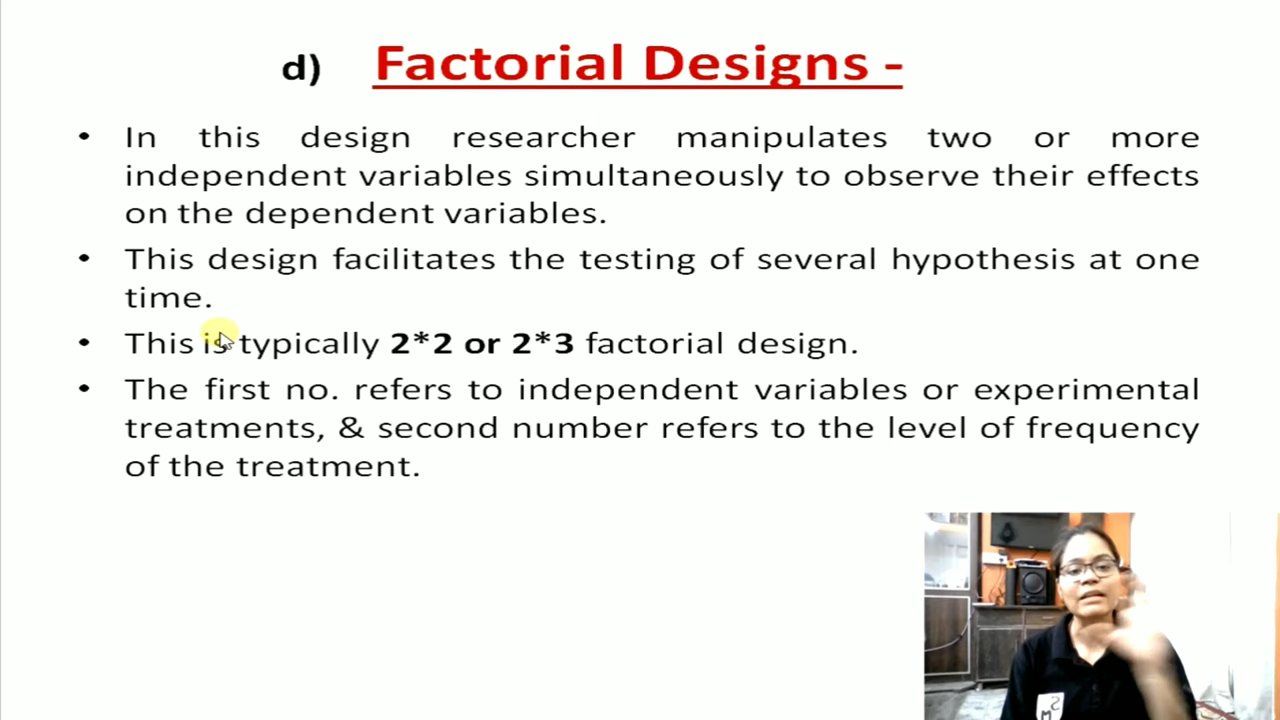 d) Factorial Designs -
• In this design researcher manipulates two or more
independent variables simultaneously to observe their effects
on the dependent variables.
• This design facilitates the testing of several hypothesis at one
time.
• This is typically 2*2 or 2*3 factorial design.
• The first no. refers to independent variables or experimental
treatments, & second number refers to the level of frequency
of the treatment.